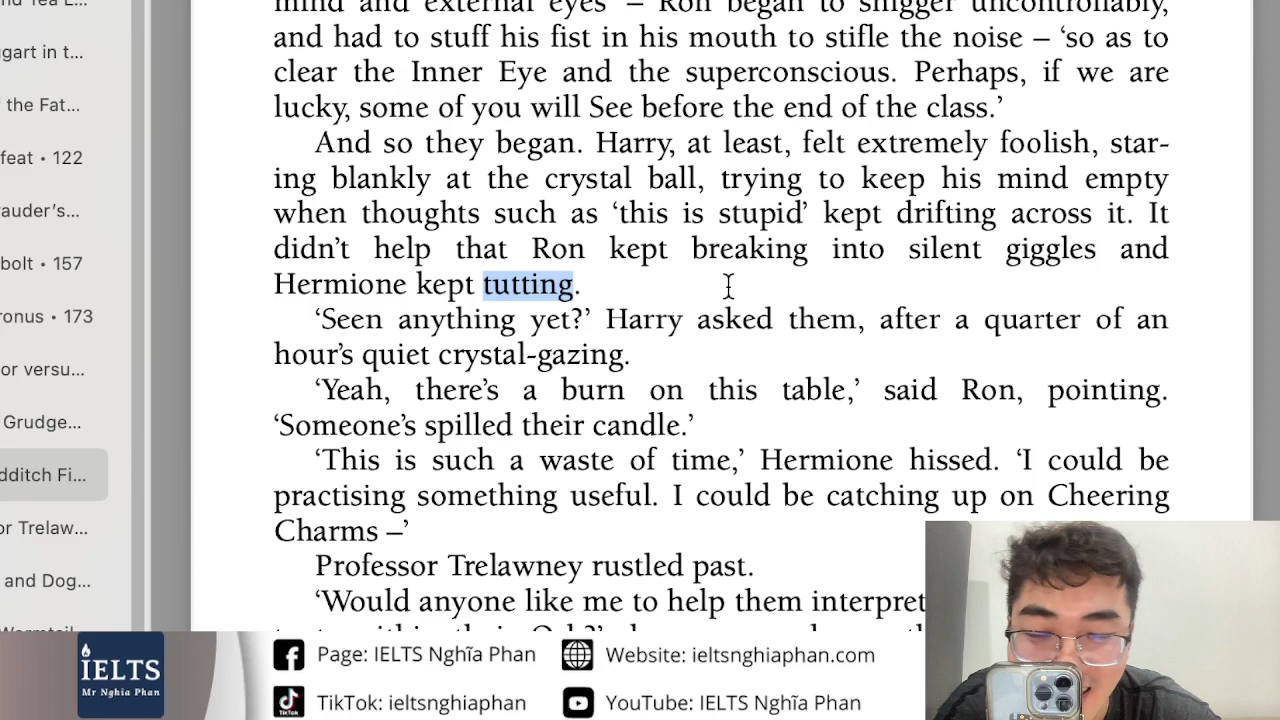 mind and external eyes’ – Ron began to snigger uncontrollably,
and had to stuff his fist in his mouth to stifle the noise – ‘so as to
clear the Inner Eye and the superconscious. Perhaps, if we are
lucky, some of you will See before the end of the class.’
And so they began. Harry, at least, felt extremely foolish, star-
ing blankly at the crystal ball, trying to keep his mind empty
when thoughts such as ‘this is stupid’ kept drifting across it. It
didn’t help that Ron kept breaking into silent giggles and
Hermione kept tutting.
‘Seen anything yet?’ Harry asked them, after a quarter of an
hour’s quiet crystal-gazing.
‘Yeah, there’s a burn on this table,’ said Ron, pointing.
‘Someone’s spilled their candle.’
‘This is such a waste of time,’ Hermione hissed. ‘I could be
practising something useful. I could be catching up on Cheering
Charms –’
Professor Trelawney rustled past.
‘Would anyone like me to help them interpret
ggart in t...
the Fat...
feat • 122
rauder’s...
bolt • 157
ronus • 173
or versu...
Grudge...
dditch Fi...
or Trelaw...
and Dog...
IELTS
Mr Nghia Phan
Page: IELTS Nghĩa Phan
Website: ieltsnghiaphan.com
TikTok
TikTok: ieltsnghiaphan
YouTube: IELTS Nghĩa Phan